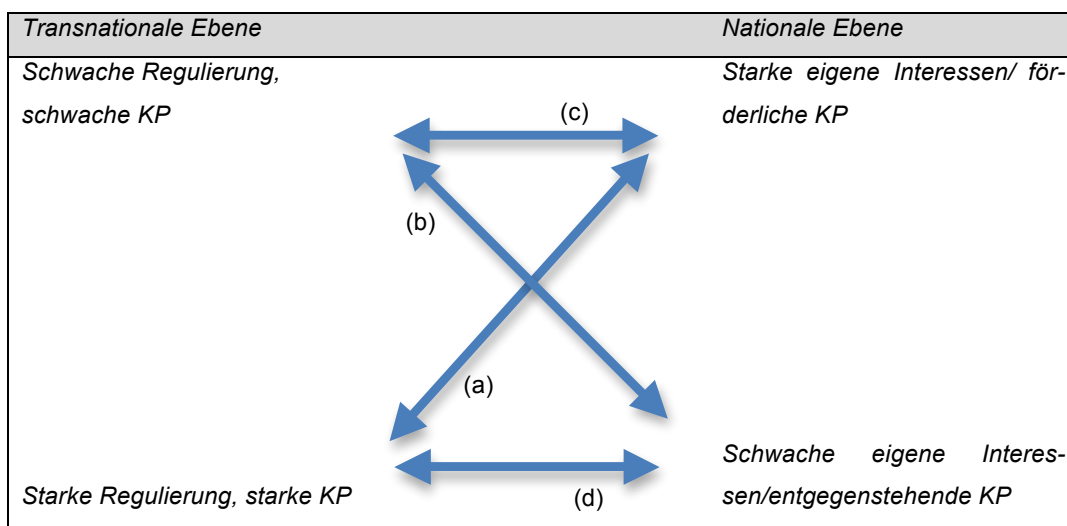 Transnationale Ebene
Nationale Ebene
Schwache Regulierung,
schwache KP
Starke eigene Interessen/ för-
derliche KP
(c)
(b)
(a)
Starke Regulierung, starke KP
Schwache eigene Interes-
sen/entgegenstehende KP
(d)